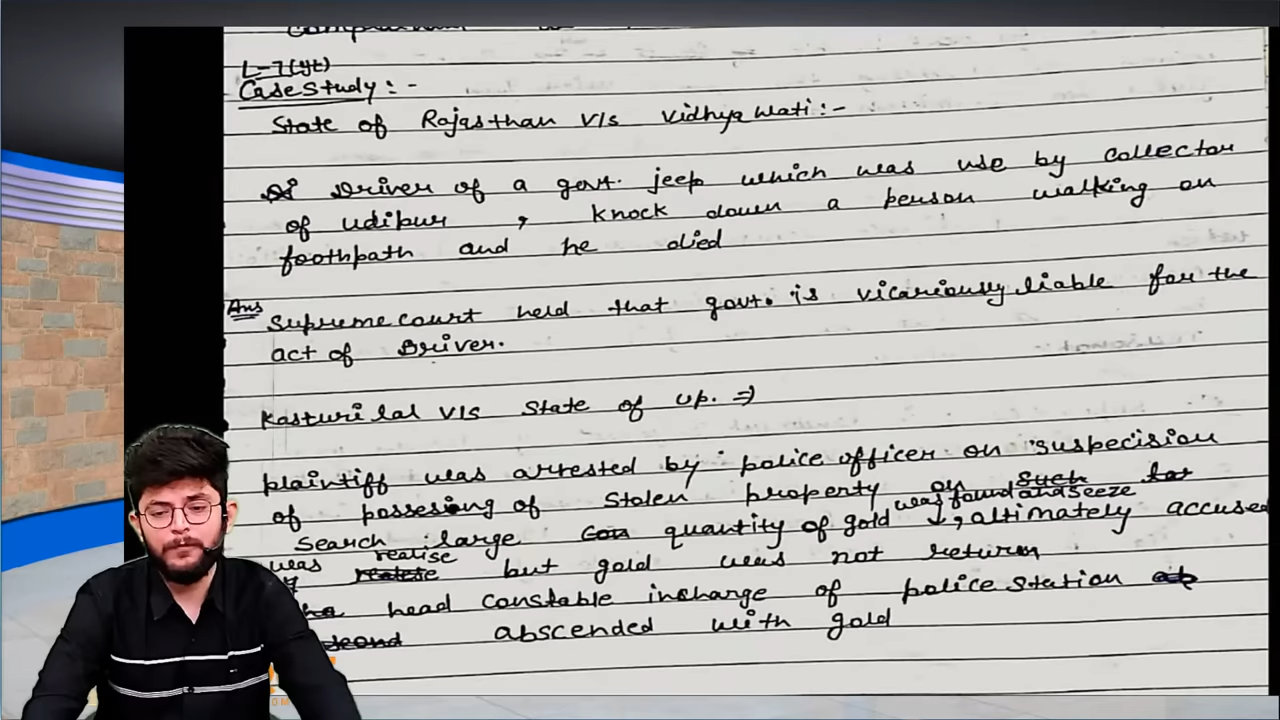 L-7(yt)
Case Study :-
State of Rajasthan v/s vidhya wati :-
Driver of a govt. jeep which was use by collector
of udipur , knock down a person walking on
foothpath and he died
Ans
Supreme court held that govt. is vicariously liable for the
act of Driver.
Kasturi lal v/s State of up. ⇒
plaintiff was arrested by police officer on suspecision
of possesing of stolen property on such
search large quantity of gold was found and seeze , altimately accused
was realise but gold was not return
head constable incharge of police station
abscended with gold